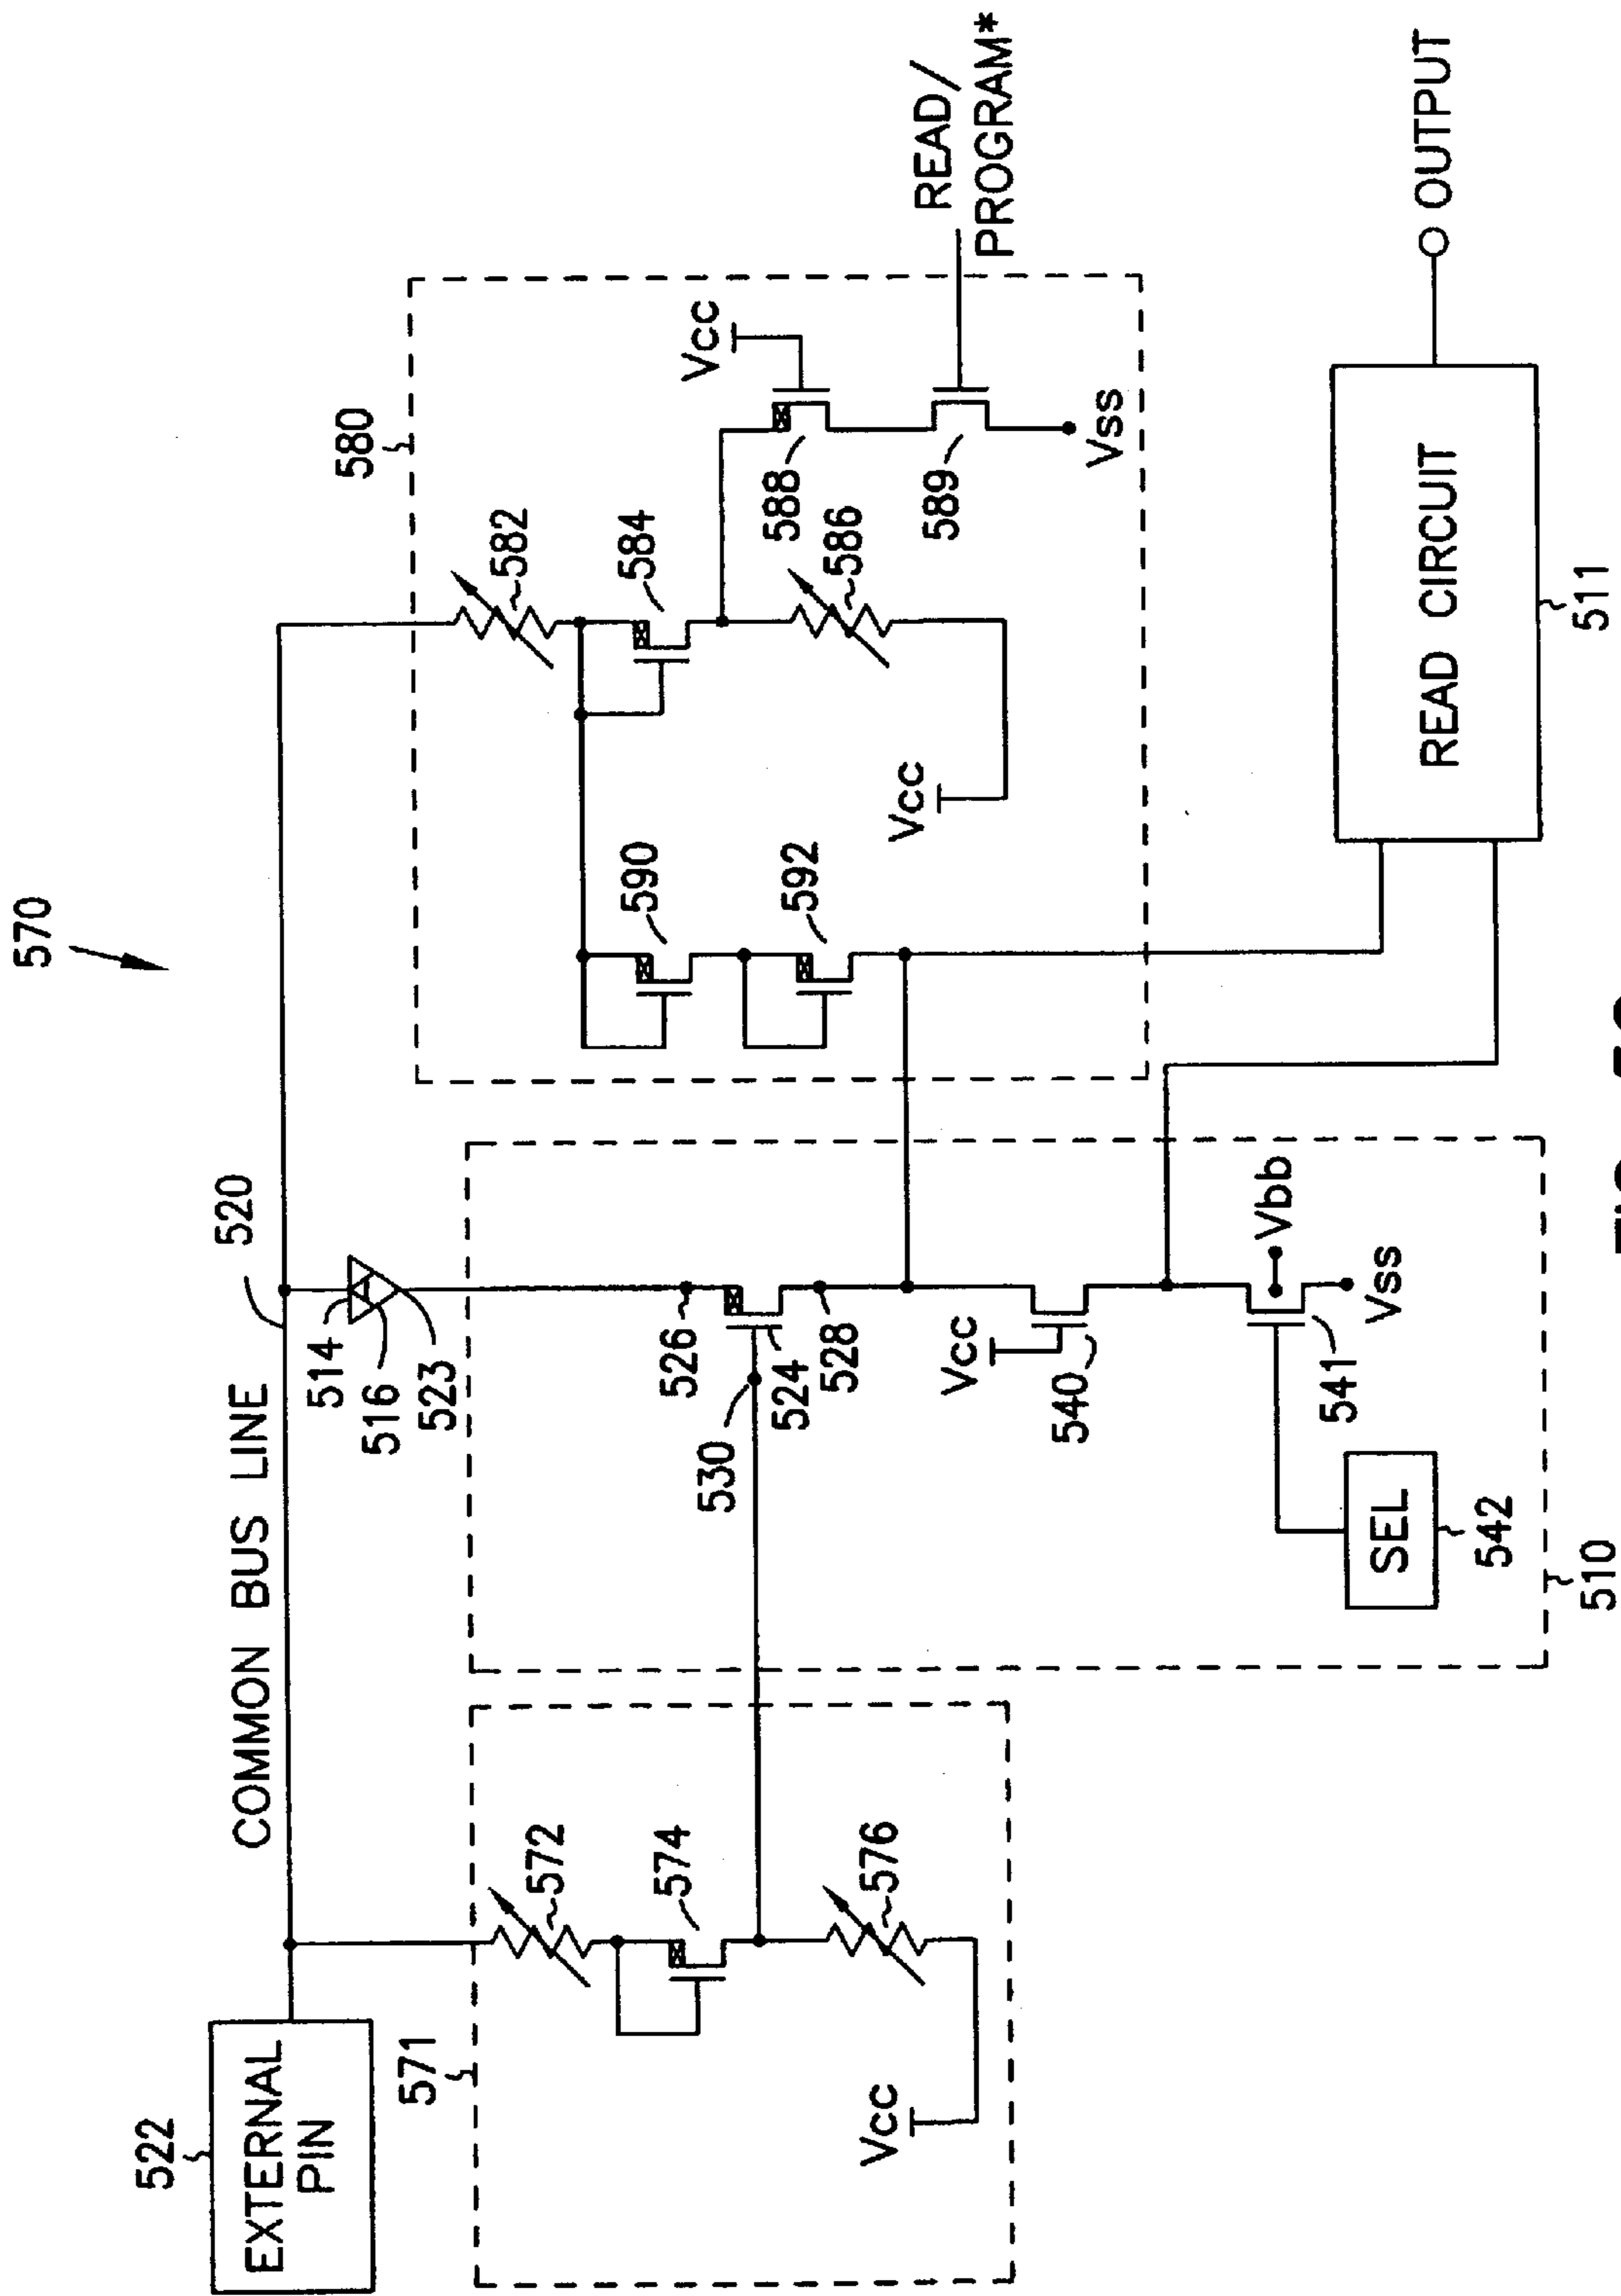 570
522
EXTERNAL
PIN
COMMON BUS LINE
520
514
516
523
580
571
572
574
576
Vcc
526
524
528
530
Vcc
540
541
Vbb
Vss
SEL
542
510
582
584
586
588
589
590
592
Vcc
Vcc
Vss
READ/
PROGRAM*
READ CIRCUIT
511
OUTPUT